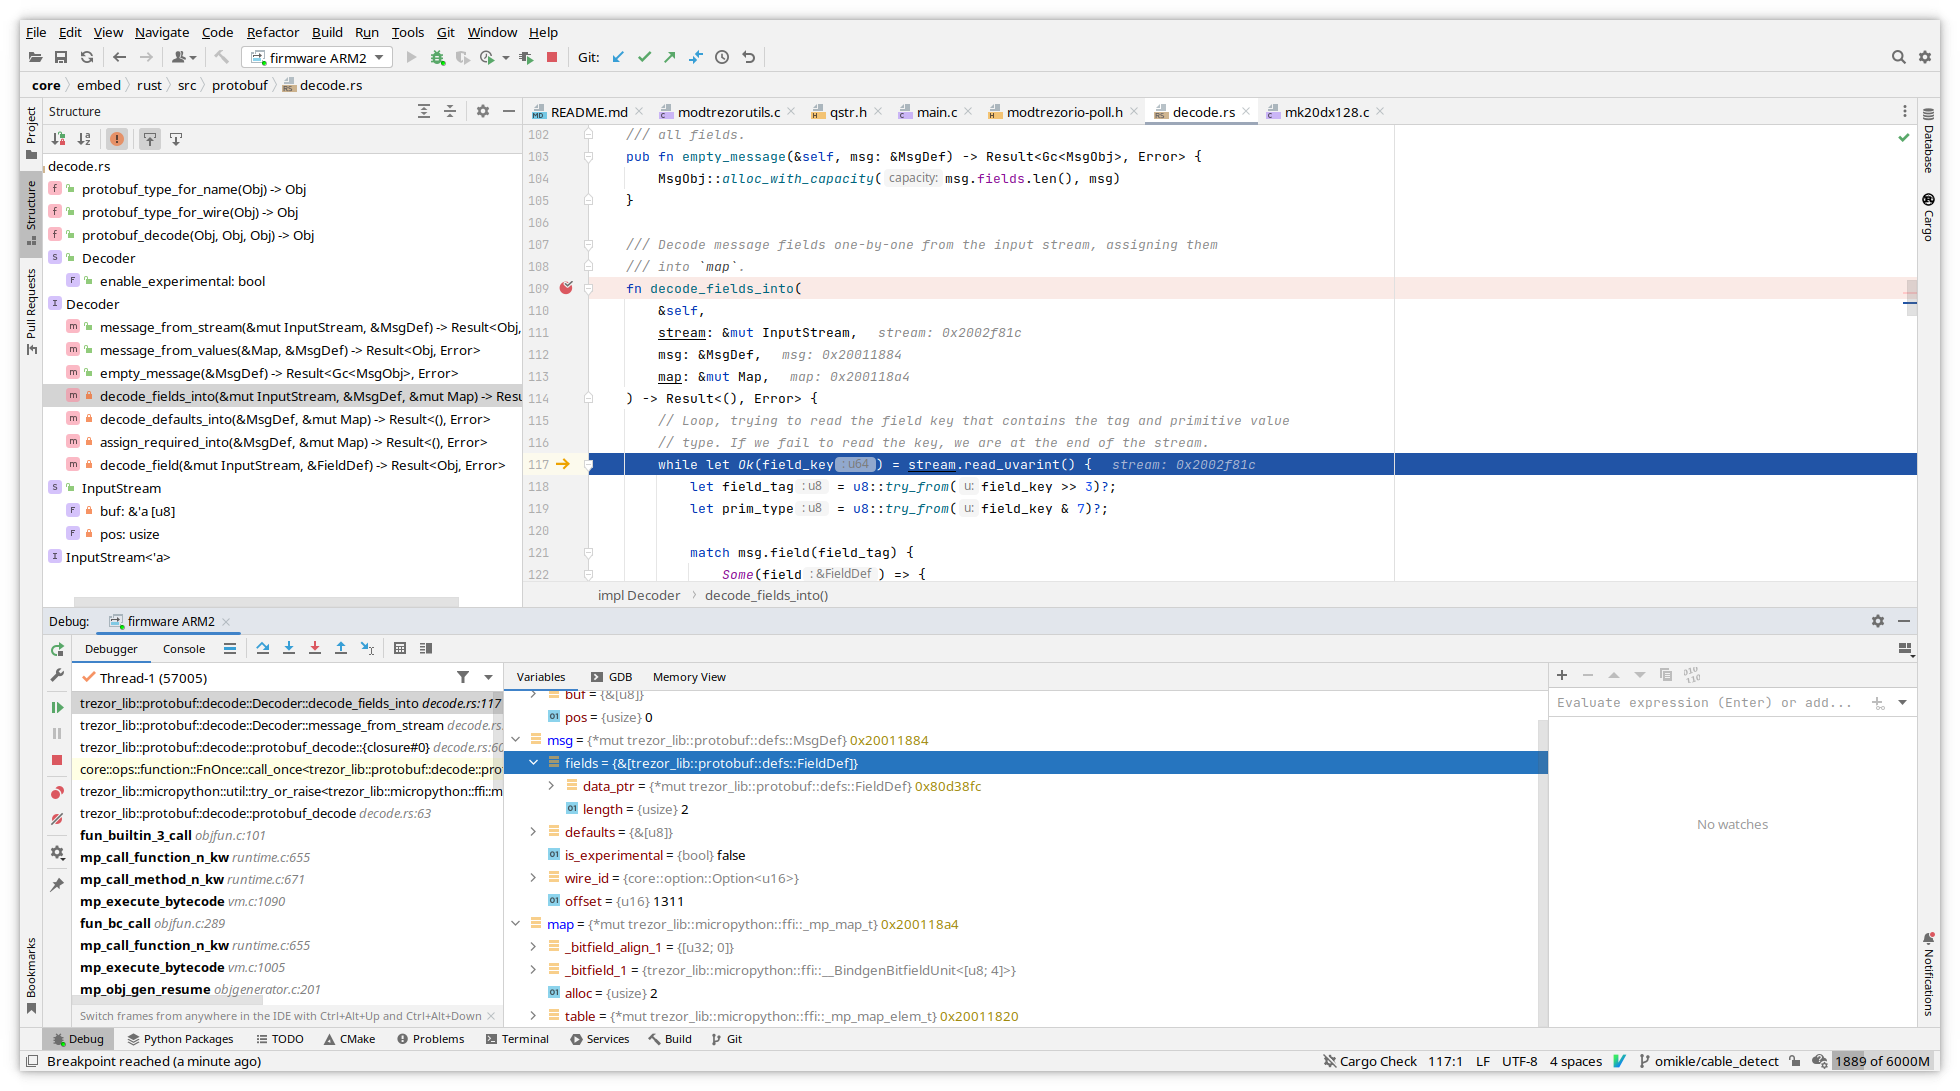 File Edit View Navigate Code Refactor Build Run Tools Git Window Help
firmware ARM2 Git:
core embed rust src protobuf decode.rs
Project
Structure
Pull Requests
Bookmarks
Structure
decode.rs
protobuf_type_for_name(Obj) -> Obj
protobuf_type_for_wire(Obj) -> Obj
protobuf_decode(Obj, Obj, Obj) -> Obj
Decoder
enable_experimental: bool
Decoder
message_from_stream(&mut InputStream, &MsgDef) -> Result<Obj,
message_from_values(&Map, &MsgDef) -> Result<Obj, Error>
empty_message(&MsgDef) -> Result<Gc<MsgObj>, Error>
decode_fields_into(&mut InputStream, &MsgDef, &mut Map) -> Resu
decode_defaults_into(&MsgDef, &mut Map) -> Result<(), Error>
assign_required_into(&MsgDef, &mut Map) -> Result<(), Error>
decode_field(&mut InputStream, &FieldDef) -> Result<Obj, Error>
InputStream
buf: &'a [u8]
pos: usize
InputStream<'a>
README.md modtrezorutils.c qstr.h main.c modtrezorio-poll.h decode.rs mk20dx128.c
102 /// all fields.
103 pub fn empty_message(&self, msg: &MsgDef) -> Result<Gc<MsgObj>, Error> {
104 MsgObj::alloc_with_capacity( capacity: msg.fields.len(), msg)
105 }
106
107 /// Decode message fields one-by-one from the input stream, assigning them
108 /// into `map`.
109 fn decode_fields_into(
110 &self,
111 stream: &mut InputStream, stream: 0x2002f81c
112 msg: &MsgDef, msg: 0x20011884
113 map: &mut Map, map: 0x200118a4
114 ) -> Result<(), Error> {
115 // Loop, trying to read the field key that contains the tag and primitive value
116 // type. If we fail to read the key, we are at the end of the stream.
117 while let Ok(field_key : u64 ) = stream.read_uvarint() { stream: 0x2002f81c
118 let field_tag : u8 = u8::try_from( u: field_key >> 3)?;
119 let prim_type : u8 = u8::try_from( u: field_key & 7)?;
120
121 match msg.field(field_tag) {
122 Some(field : &FieldDef ) => {
impl Decoder decode_fields_into()
Database
Cargo
Notifications
Debug: firmware ARM2
Debugger Console
Thread-1 (57005)
trezor_lib::protobuf::decode::Decoder::decode_fields_into decode.rs:117
trezor_lib::protobuf::decode::Decoder::message_from_stream decode.rs
trezor_lib::protobuf::decode::protobuf_decode::{closure#0} decode.rs:60
core::ops::function::FnOnce::call_once<trezor_lib::protobuf::decode::pro
trezor_lib::micropython::util::try_or_raise<trezor_lib::micropython::ffi::m
trezor_lib::protobuf::decode::protobuf_decode decode.rs:63
fun_builtin_3_call objfun.c:101
mp_call_function_n_kw runtime.c:655
mp_call_method_n_kw runtime.c:671
mp_execute_bytecode vm.c:1090
fun_bc_call objfun.c:289
mp_call_function_n_kw runtime.c:655
mp_execute_bytecode vm.c:1005
mp_obj_gen_resume objgenerator.c:201
Switch frames from anywhere in the IDE with Ctrl+Alt+Up and Ctrl+Alt+Down
Variables GDB Memory View
buf = {&[u8]}
pos = {usize} 0
msg = {*mut trezor_lib::protobuf::defs::MsgDef} 0x20011884
fields = {&[trezor_lib::protobuf::defs::FieldDef]}
data_ptr = {*mut trezor_lib::protobuf::defs::FieldDef} 0x80d38fc
length = {usize} 2
defaults = {&[u8]}
is_experimental = {bool} false
wire_id = {core::option::Option<u16>}
offset = {u16} 1311
map = {*mut trezor_lib::micropython::ffi::_mp_map_t} 0x200118a4
_bitfield_align_1 = {[u32; 0]}
_bitfield_1 = {trezor_lib::micropython::ffi::__BindgenBitfieldUnit<[u8; 4]>}
alloc = {usize} 2
table = {*mut trezor_lib::micropython::ffi::_mp_map_elem_t} 0x20011820
Evaluate expression (Enter) or add...
No watches
Debug Python Packages TODO CMake Problems Terminal Services Build Git
Breakpoint reached (a minute ago) Cargo Check 117:1 LF UTF-8 4 spaces omikle/cable_detect 1889 of 6000M